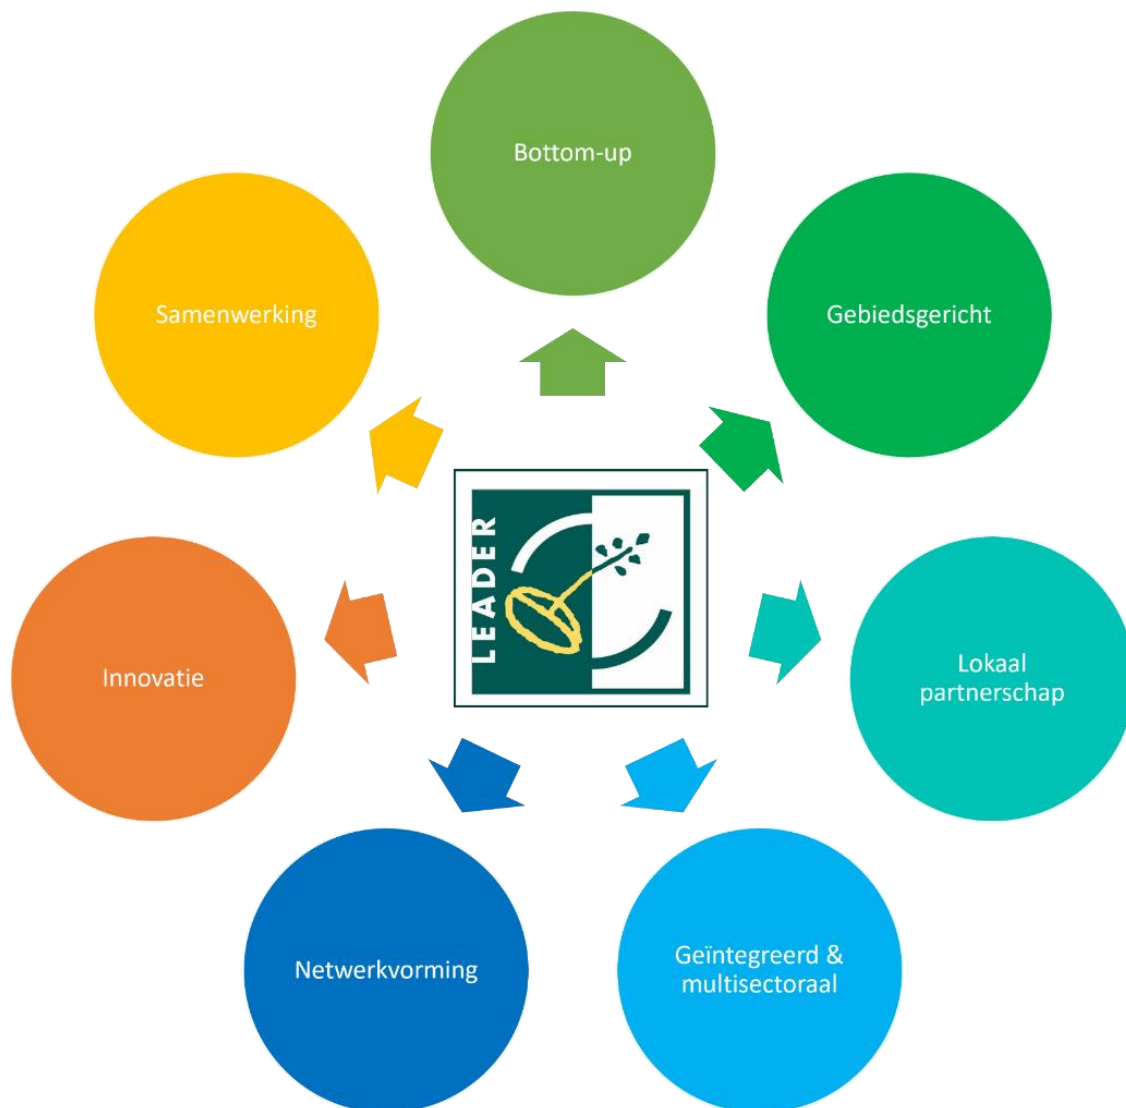 Bottom-up
Gebiedsgericht
Lokaal
partnerschap
Geïntegreerd &
multisectoraal
Netwerkvorming
Innovatie
Samenwerking
LEADER